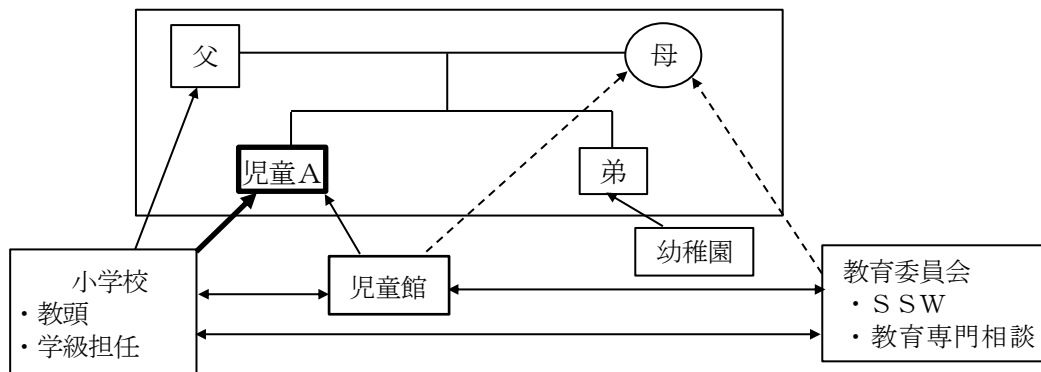 父
母
児童Ａ
弟
幼稚園
小学校
・教頭
・学級担任
児童館
教育委員会
・ＳＳＷ
・教育専門相談